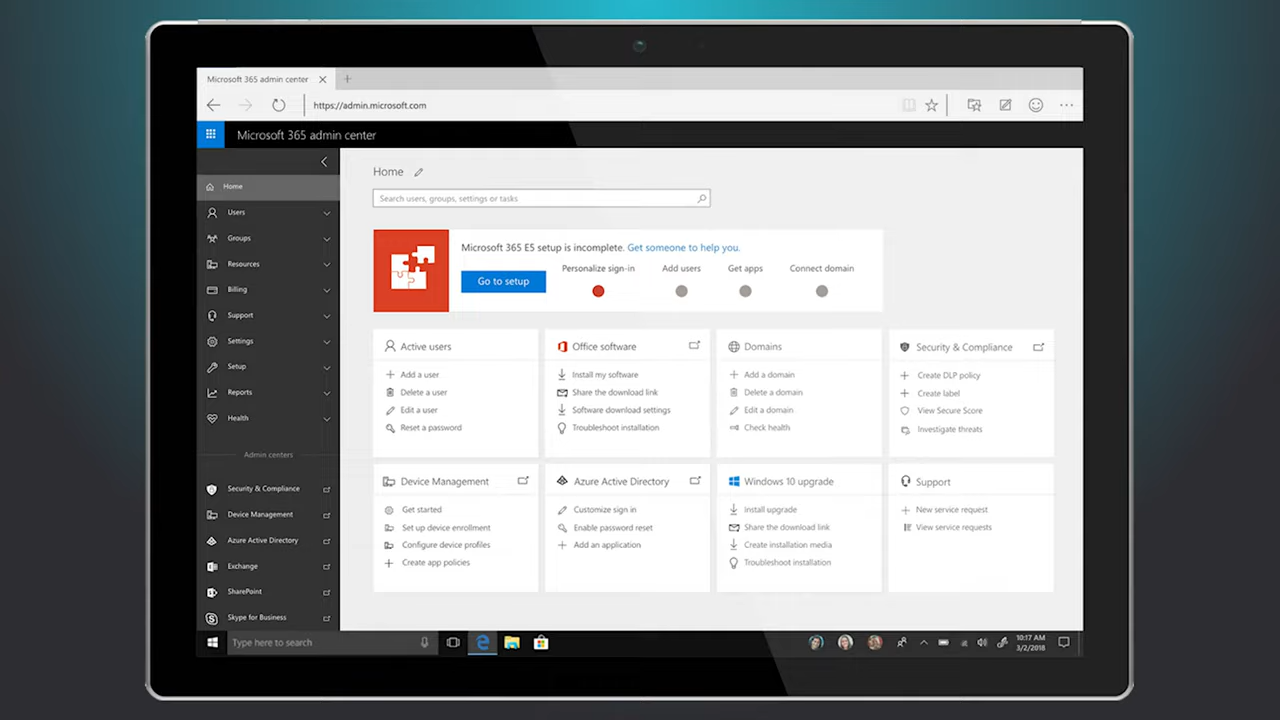 Microsoft 365 admin center
https://admin.microsoft.com
Microsoft 365 admin center
Home
Users
Groups
Resources
Billing
Support
Settings
Setup
Reports
Health
Admin centers
Security & Compliance
Device Management
Azure Active Directory
Exchange
SharePoint
Skype for Business
Home
Search users, groups, settings or tasks
Microsoft 365 E5 setup is incomplete. Get someone to help you.
Go to setup
Personalize sign-in
Add users
Get apps
Connect domain
Active users
Add a user
Delete a user
Edit a user
Reset a password
Office software
Install my software
Share the download link
Software download settings
Troubleshoot installation
Domains
Add a domain
Delete a domain
Edit a domain
Check health
Security & Compliance
Create DLP policy
Create label
View Secure Score
Investigate threats
Device Management
Get started
Set up device enrollment
Configure device profiles
Create app policies
Azure Active Directory
Customize sign in
Enable password reset
Add an application
Windows 10 upgrade
Install upgrade
Share the download link
Create installation media
Troubleshoot installation
Support
New service request
View service requests
Type here to search
10:17 AM
3/2/2018